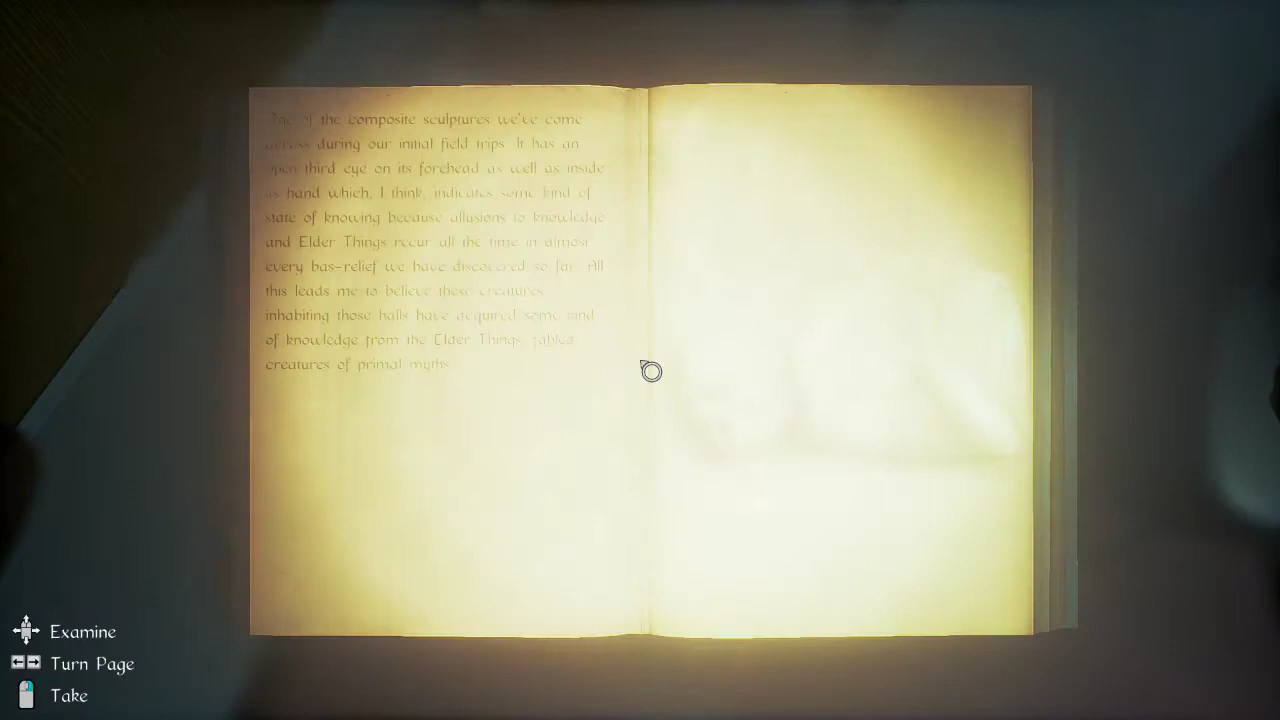 One of the composite sculptures we've come
across during our initial field trips. It has an
open third eye on its forehead as well as inside
its hand which, I think, indicates some kind of
state of knowing because allusions to knowledge
and Elder Things recur all the time in almost
every bas-relief we have discovered so far. All
this leads me to believe these creatures
inhabiting those halls have acquired some kind
of knowledge from the Elder Things, fabled
creatures of primal myths
Examine
Turn Page
Take